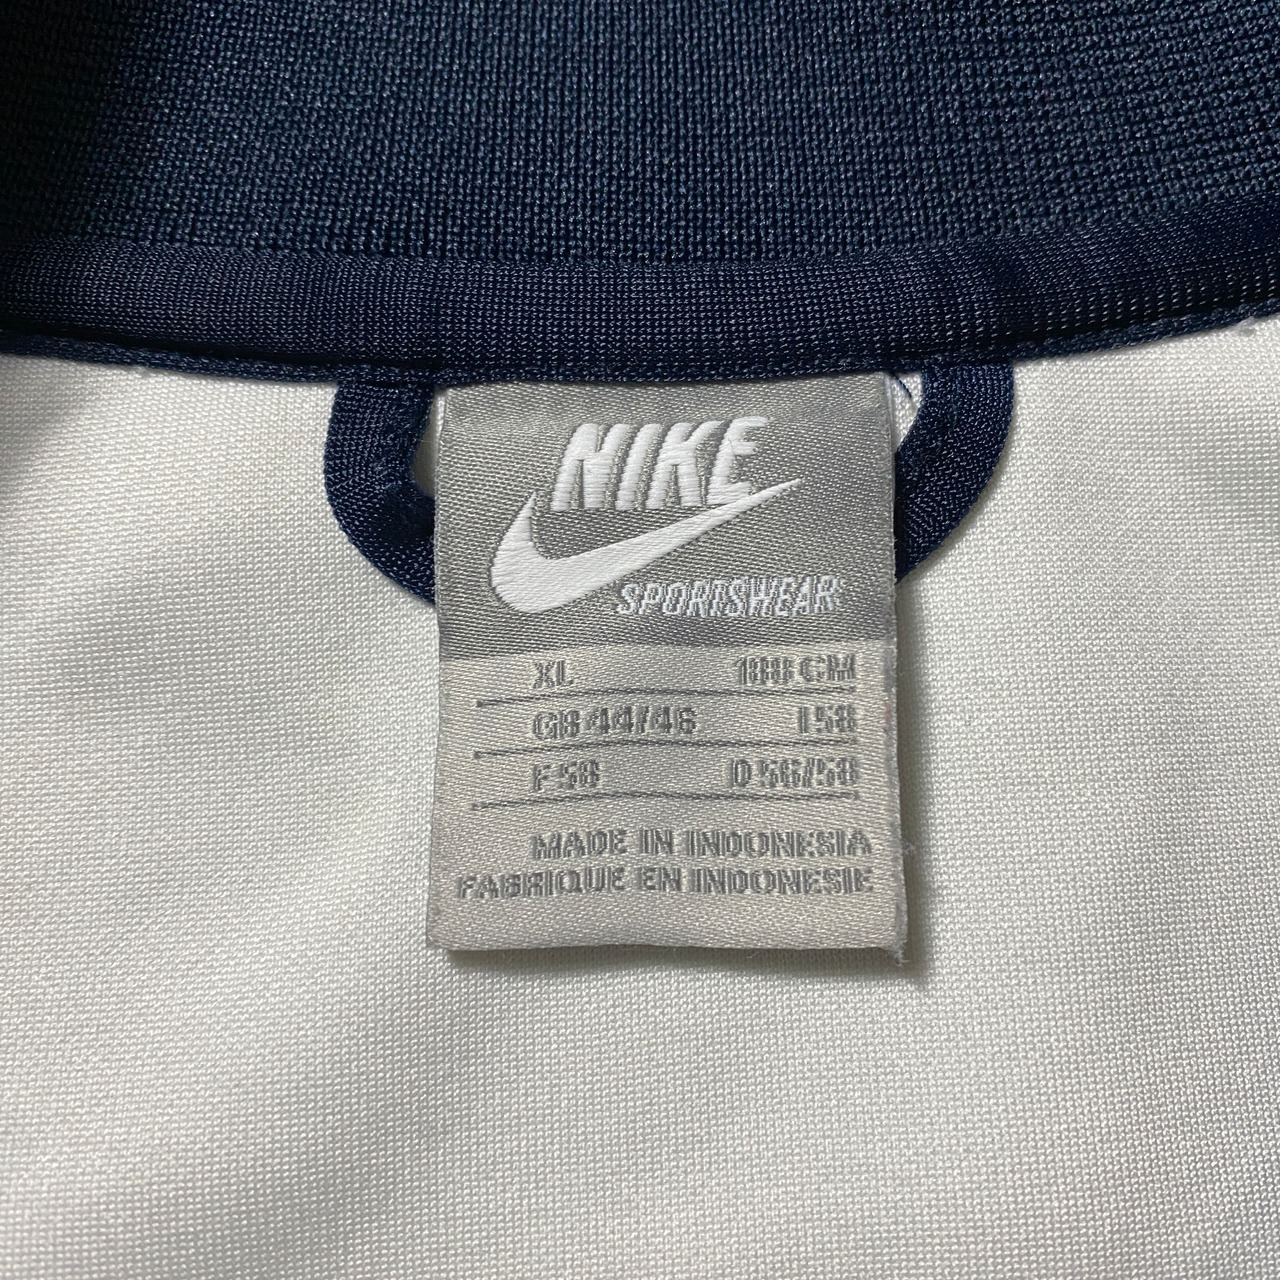 NIKE
SPORTSWEAR
XL 188 CM
GB 44/46 I 58
F 58 D 56/58
MADE IN INDONESIA
FABRIQUE EN INDONESIE